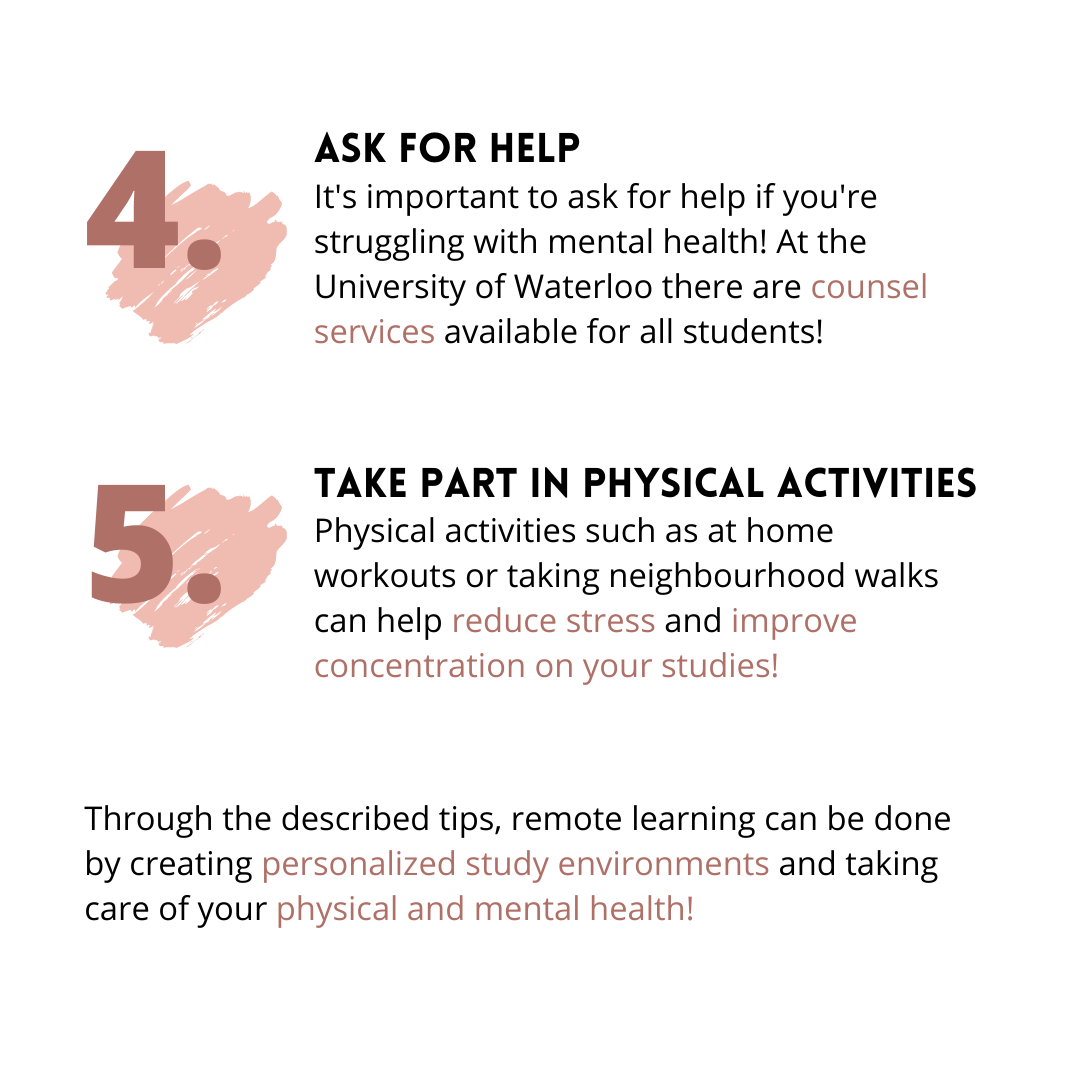 4.
ASK FOR HELP
It's important to ask for help if you're
struggling with mental health! At the
University of Waterloo there are counsel
services available for all students!
5.
TAKE PART IN PHYSICAL ACTIVITIES
Physical activities such as at home
workouts or taking neighbourhood walks
can help reduce stress and improve
concentration on your studies!
Through the described tips, remote learning can be done
by creating personalized study environments and taking
care of your physical and mental health!